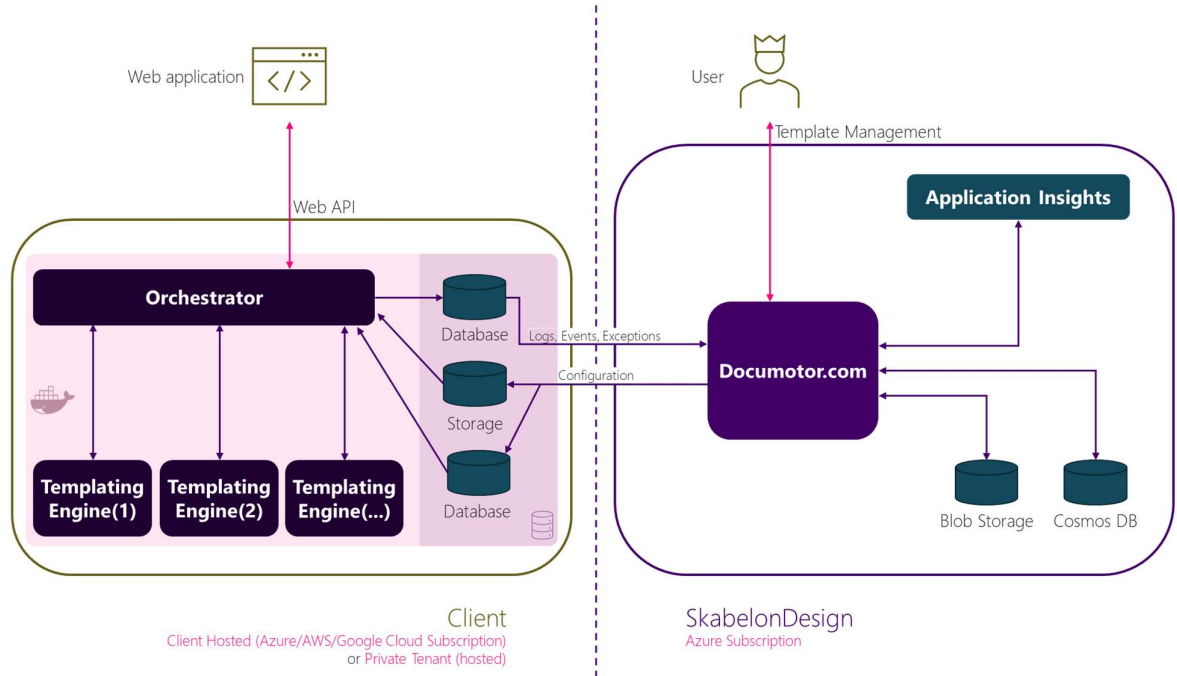 Web application
</>
User
Template Management
Application Insights
Web API
Orchestrator
Database
Logs, Events, Exceptions
Documotor.com
Configuration
Storage
Templating
Engine(1)
Templating
Engine(2)
Templating
Engine(...)
Database
Blob Storage
Cosmos DB
Client
Client Hosted (Azure/AWS/Google Cloud Subscription)
or Private Tenant (hosted)
SkabelonDesign
Azure Subscription